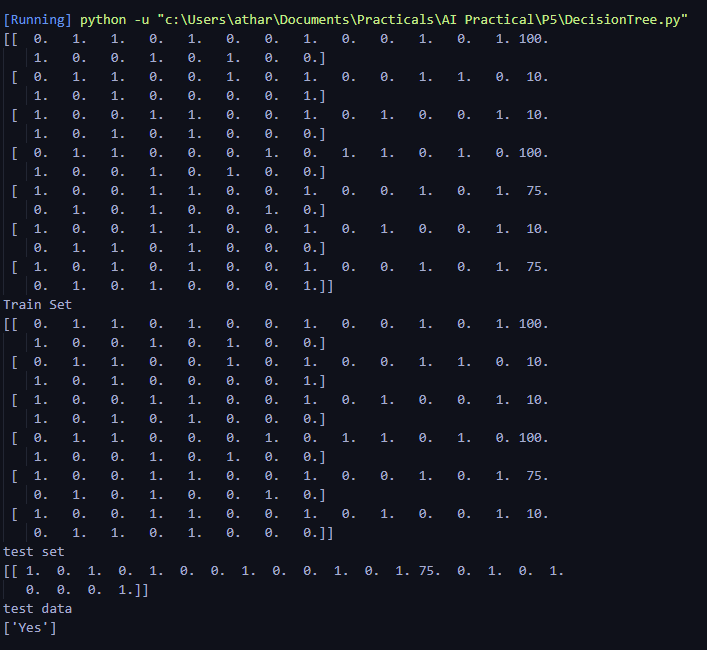 [Running] python -u "c:\Users\athar\Documents\Practicals\AI Practical\P5\DecisionTree.py"
[[  0.   1.   1.   0.   1.   0.   0.   1.   0.   0.   1.   0.   1. 100.
    1.   0.   0.   1.   0.   1.   0.   0.]
 [  0.   1.   1.   0.   0.   1.   0.   1.   0.   0.   1.   1.   0.  10.
    1.   0.   1.   0.   0.   0.   0.   1.]
 [  1.   0.   0.   1.   1.   0.   0.   1.   0.   1.   0.   0.   1.  10.
    1.   0.   1.   0.   1.   0.   0.   0.]
 [  0.   1.   1.   0.   0.   0.   1.   0.   1.   1.   0.   1.   0. 100.
    1.   0.   0.   1.   0.   1.   0.   0.]
 [  1.   0.   0.   1.   1.   0.   0.   1.   0.   0.   1.   0.   1.  75.
    0.   1.   0.   1.   0.   0.   1.   0.]
 [  1.   0.   0.   1.   1.   0.   0.   1.   0.   1.   0.   0.   1.  10.
    0.   1.   1.   0.   1.   0.   0.   0.]
 [  1.   0.   1.   0.   1.   0.   0.   1.   0.   0.   1.   0.   1.  75.
    0.   1.   0.   1.   0.   0.   0.   1.]]
Train Set
[[  0.   1.   1.   0.   1.   0.   0.   1.   0.   0.   1.   0.   1. 100.
    1.   0.   0.   1.   0.   1.   0.   0.]
 [  0.   1.   1.   0.   0.   1.   0.   1.   0.   0.   1.   1.   0.  10.
    1.   0.   1.   0.   0.   0.   0.   1.]
 [  1.   0.   0.   1.   1.   0.   0.   1.   0.   1.   0.   0.   1.  10.
    1.   0.   1.   0.   1.   0.   0.   0.]
 [  0.   1.   1.   0.   0.   0.   1.   0.   1.   1.   0.   1.   0. 100.
    1.   0.   0.   1.   0.   1.   0.   0.]
 [  1.   0.   0.   1.   1.   0.   0.   1.   0.   0.   1.   0.   1.  75.
    0.   1.   0.   1.   0.   0.   1.   0.]
 [  1.   0.   0.   1.   1.   0.   0.   1.   0.   1.   0.   0.   1.  10.
    0.   1.   1.   0.   1.   0.   0.   0.]]
test set
[[ 1.  0.  1.  0.  1.  0.  0.  1.  0.  0.  1.  0.  1. 75.  0.  1.  0.  1.
   0.  0.  0.  1.]]
test data
['Yes']